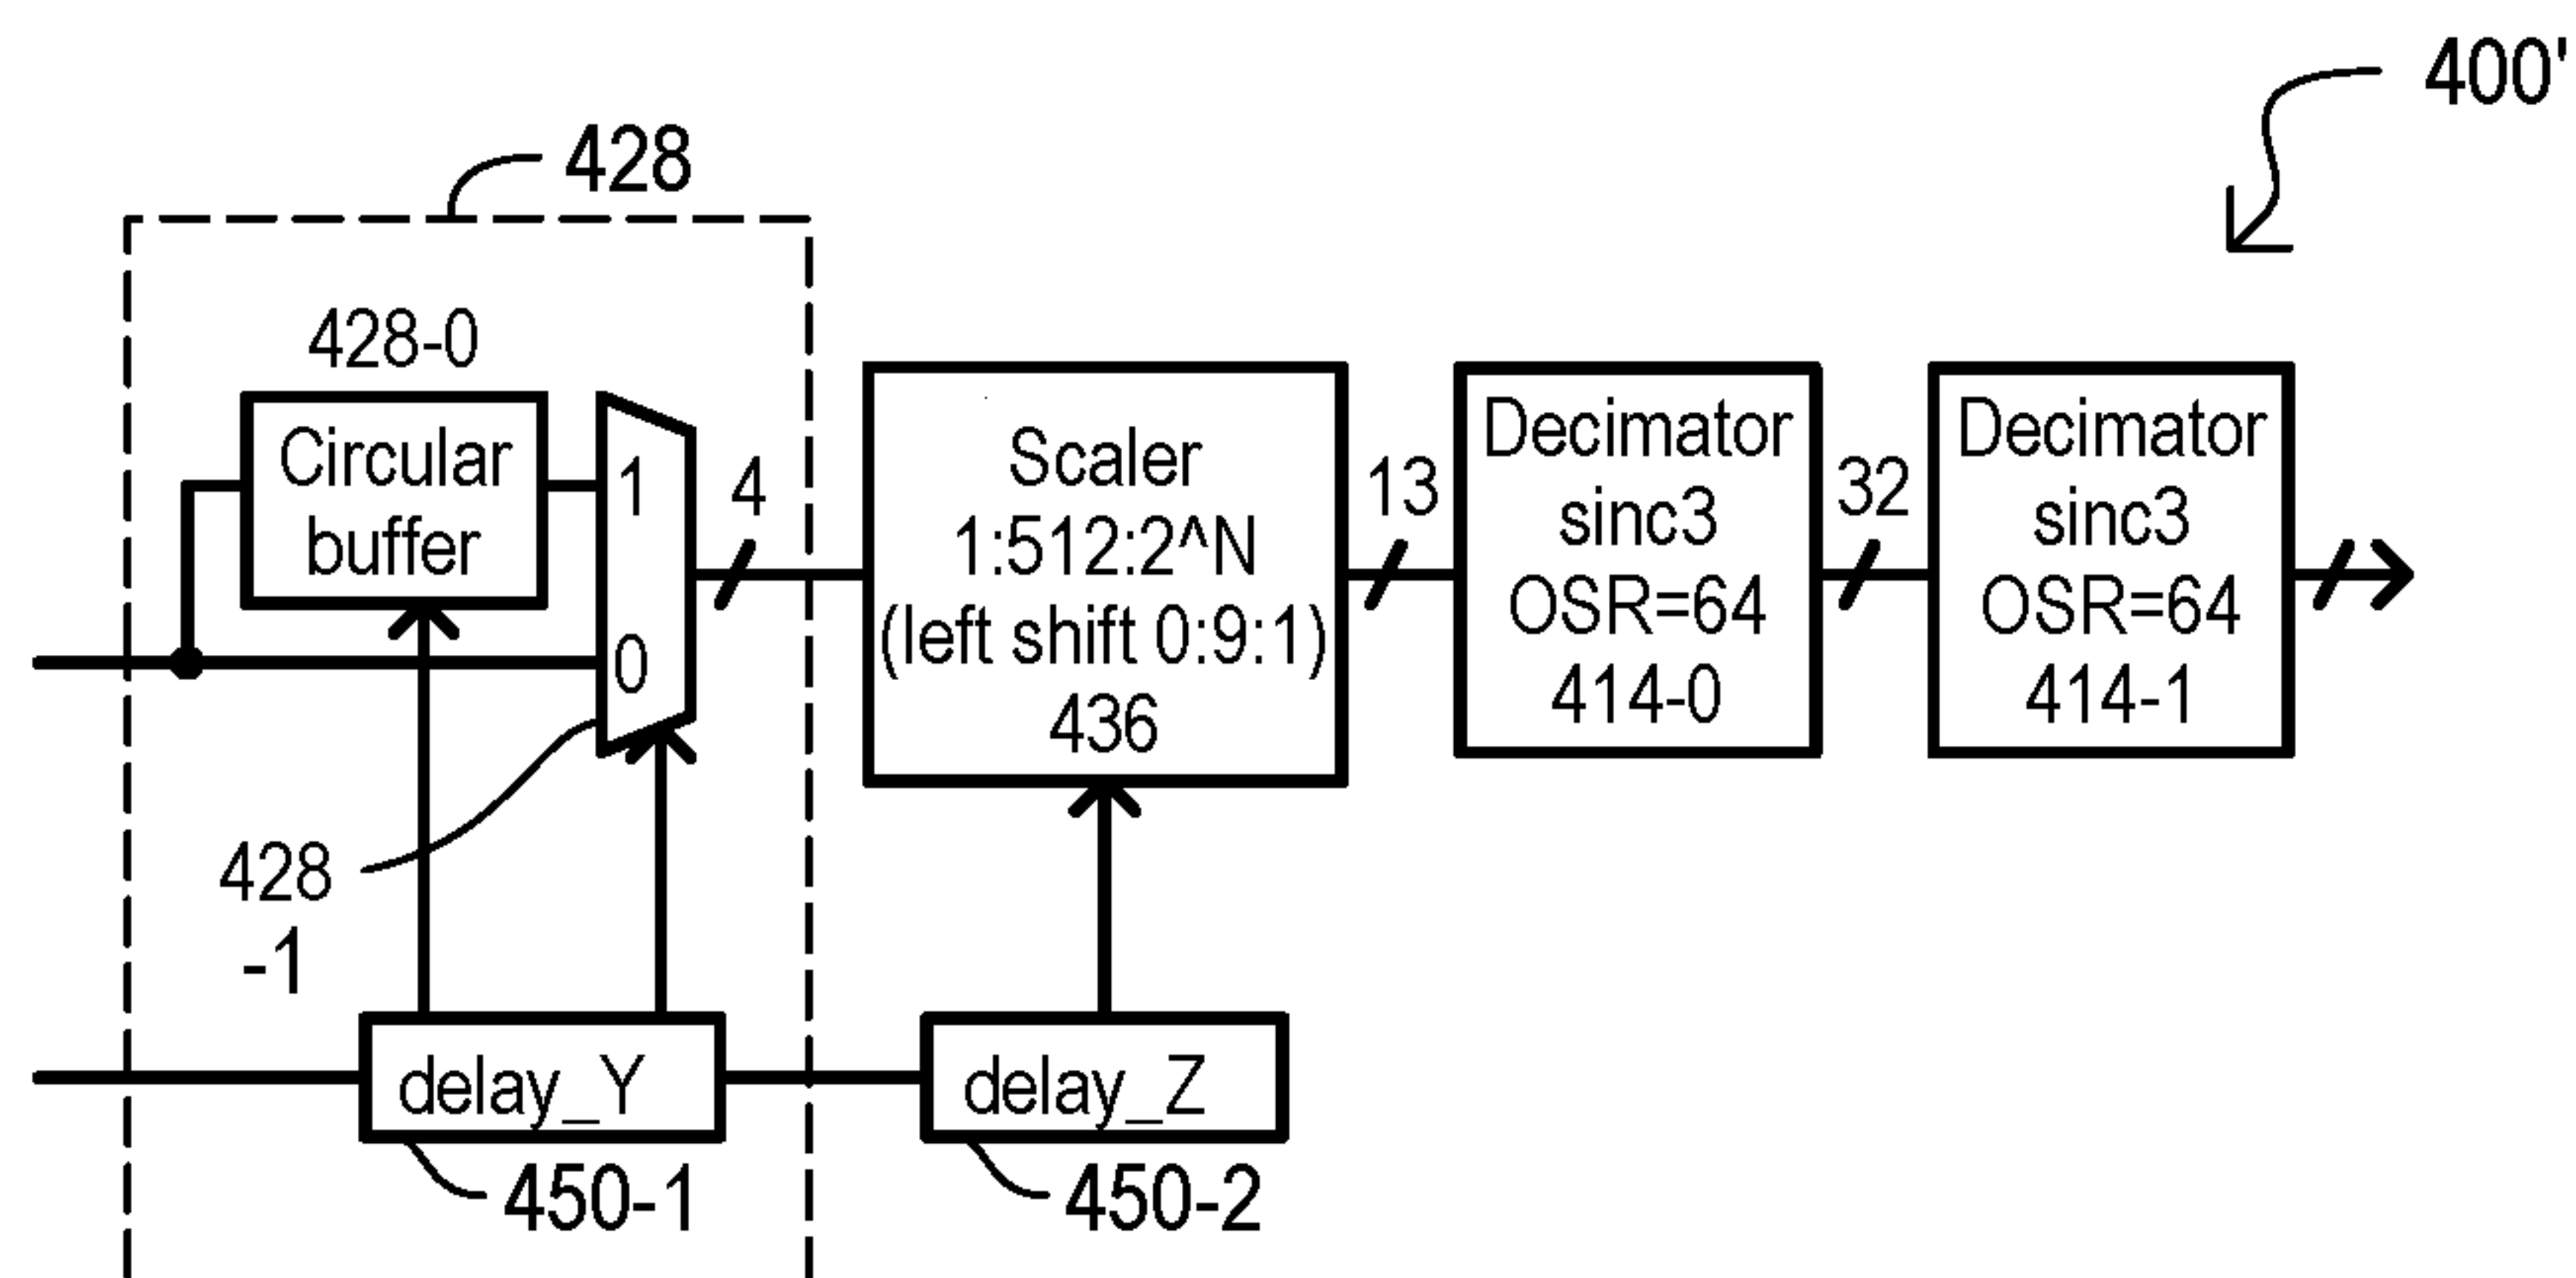 400'
428
428-0
Circular
buffer
1
0
4
Scaler
1:512:2^N
(left shift 0:9:1)
436
13
Decimator
sinc3
OSR=64
414-0
32
Decimator
sinc3
OSR=64
414-1
428
-1
delay_Y
delay_Z
450-1
450-2